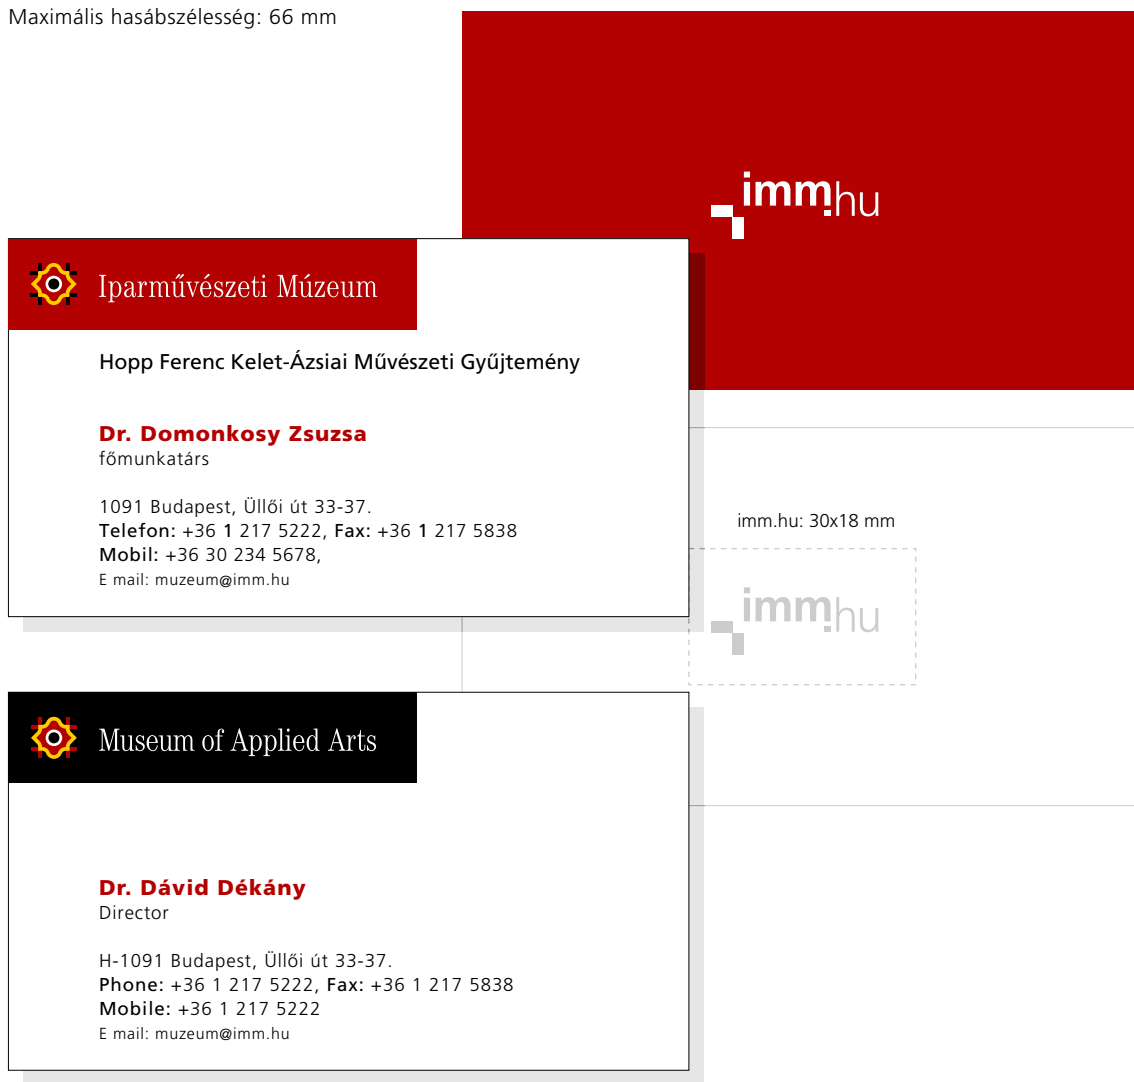 Maximális hasábszélesség: 66 mm
imm.hu
Iparművészeti Múzeum
Hopp Ferenc Kelet-Ázsiai Művészeti Gyűjtemény
Dr. Domonkosy Zsuzsa
főmunkatárs
1091 Budapest, Üllői út 33-37.
Telefon: +36 1 217 5222, Fax: +36 1 217 5838
Mobil: +36 30 234 5678,
E mail: muzeum@imm.hu
imm.hu: 30x18 mm
imm.hu
Museum of Applied Arts
Dr. Dávid Dékány
Director
H-1091 Budapest, Üllői út 33-37.
Phone: +36 1 217 5222, Fax: +36 1 217 5838
Mobile: +36 1 217 5222
E mail: muzeum@imm.hu